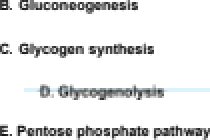 B. Gluconeogenesis
C. Glycogen synthesis
D. Glycogenolysis
E. Pentose phosphate pathway